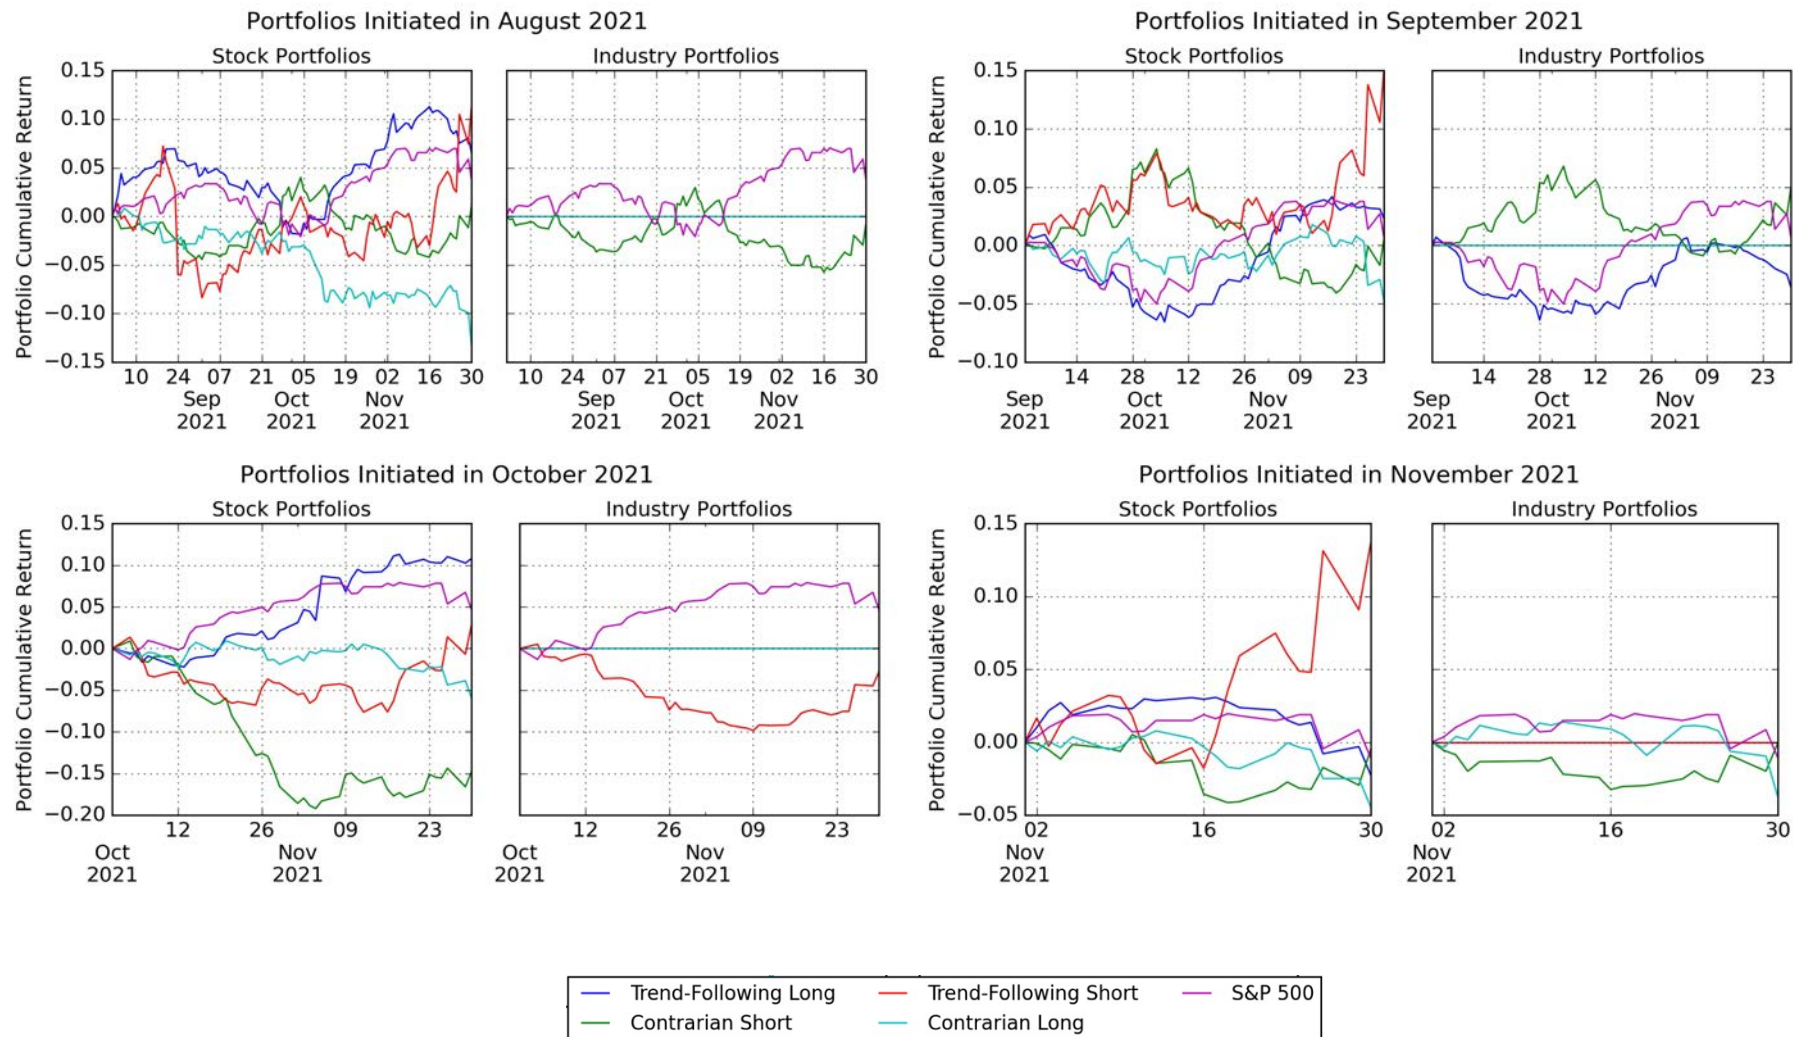 Portfolios Initiated in August 2021
Stock Portfolios
Industry Portfolios
Portfolio Cumulative Return
0.15
0.10
0.05
0.00
−0.05
−0.10
−0.15
10 24 07 21 05 19 02 16 30
Sep Oct Nov
2021 2021 2021
10 24 07 21 05 19 02 16 30
Sep Oct Nov
2021 2021 2021
Portfolios Initiated in September 2021
Stock Portfolios
Industry Portfolios
Portfolio Cumulative Return
0.15
0.10
0.05
0.00
−0.05
−0.10
14 28 12 26 09 23
Sep Oct Nov
2021 2021 2021
14 28 12 26 09 23
Sep Oct Nov
2021 2021 2021
Portfolios Initiated in October 2021
Stock Portfolios
Industry Portfolios
Portfolio Cumulative Return
0.15
0.10
0.05
0.00
−0.05
−0.10
−0.15
−0.20
12 26 09 23
Oct Nov
2021 2021
12 26 09 23
Oct Nov
2021 2021
Portfolios Initiated in November 2021
Stock Portfolios
Industry Portfolios
Portfolio Cumulative Return
0.15
0.10
0.05
0.00
−0.05
02 16 30
Nov
2021
02 16 30
Nov
2021
Trend-Following Long Trend-Following Short S&P 500
Contrarian Short Contrarian Long